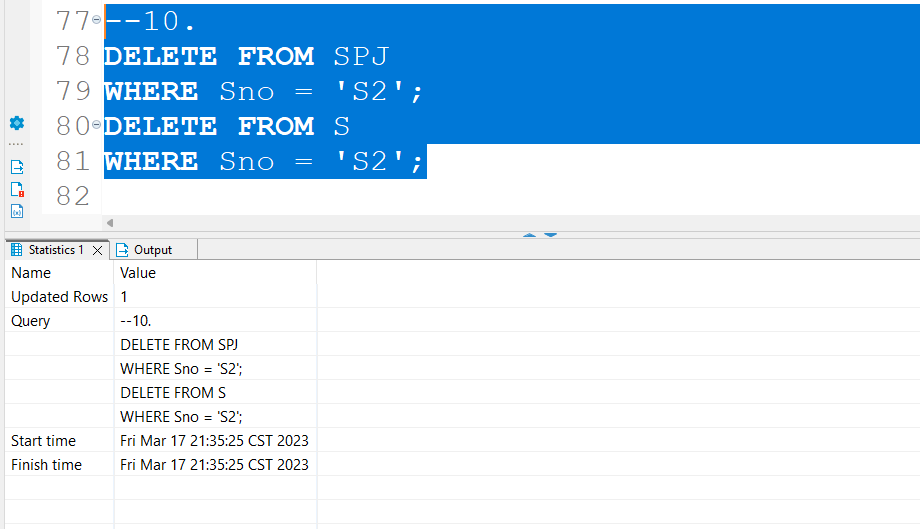 77 --10.
78 DELETE FROM SPJ
79 WHERE Sno = 'S2';
80 DELETE FROM S
81 WHERE Sno = 'S2';
82
Statistics 1 Output
Name Value
Updated Rows 1
Query --10.
DELETE FROM SPJ
WHERE Sno = 'S2';
DELETE FROM S
WHERE Sno = 'S2';
Start time Fri Mar 17 21:35:25 CST 2023
Finish time Fri Mar 17 21:35:25 CST 2023